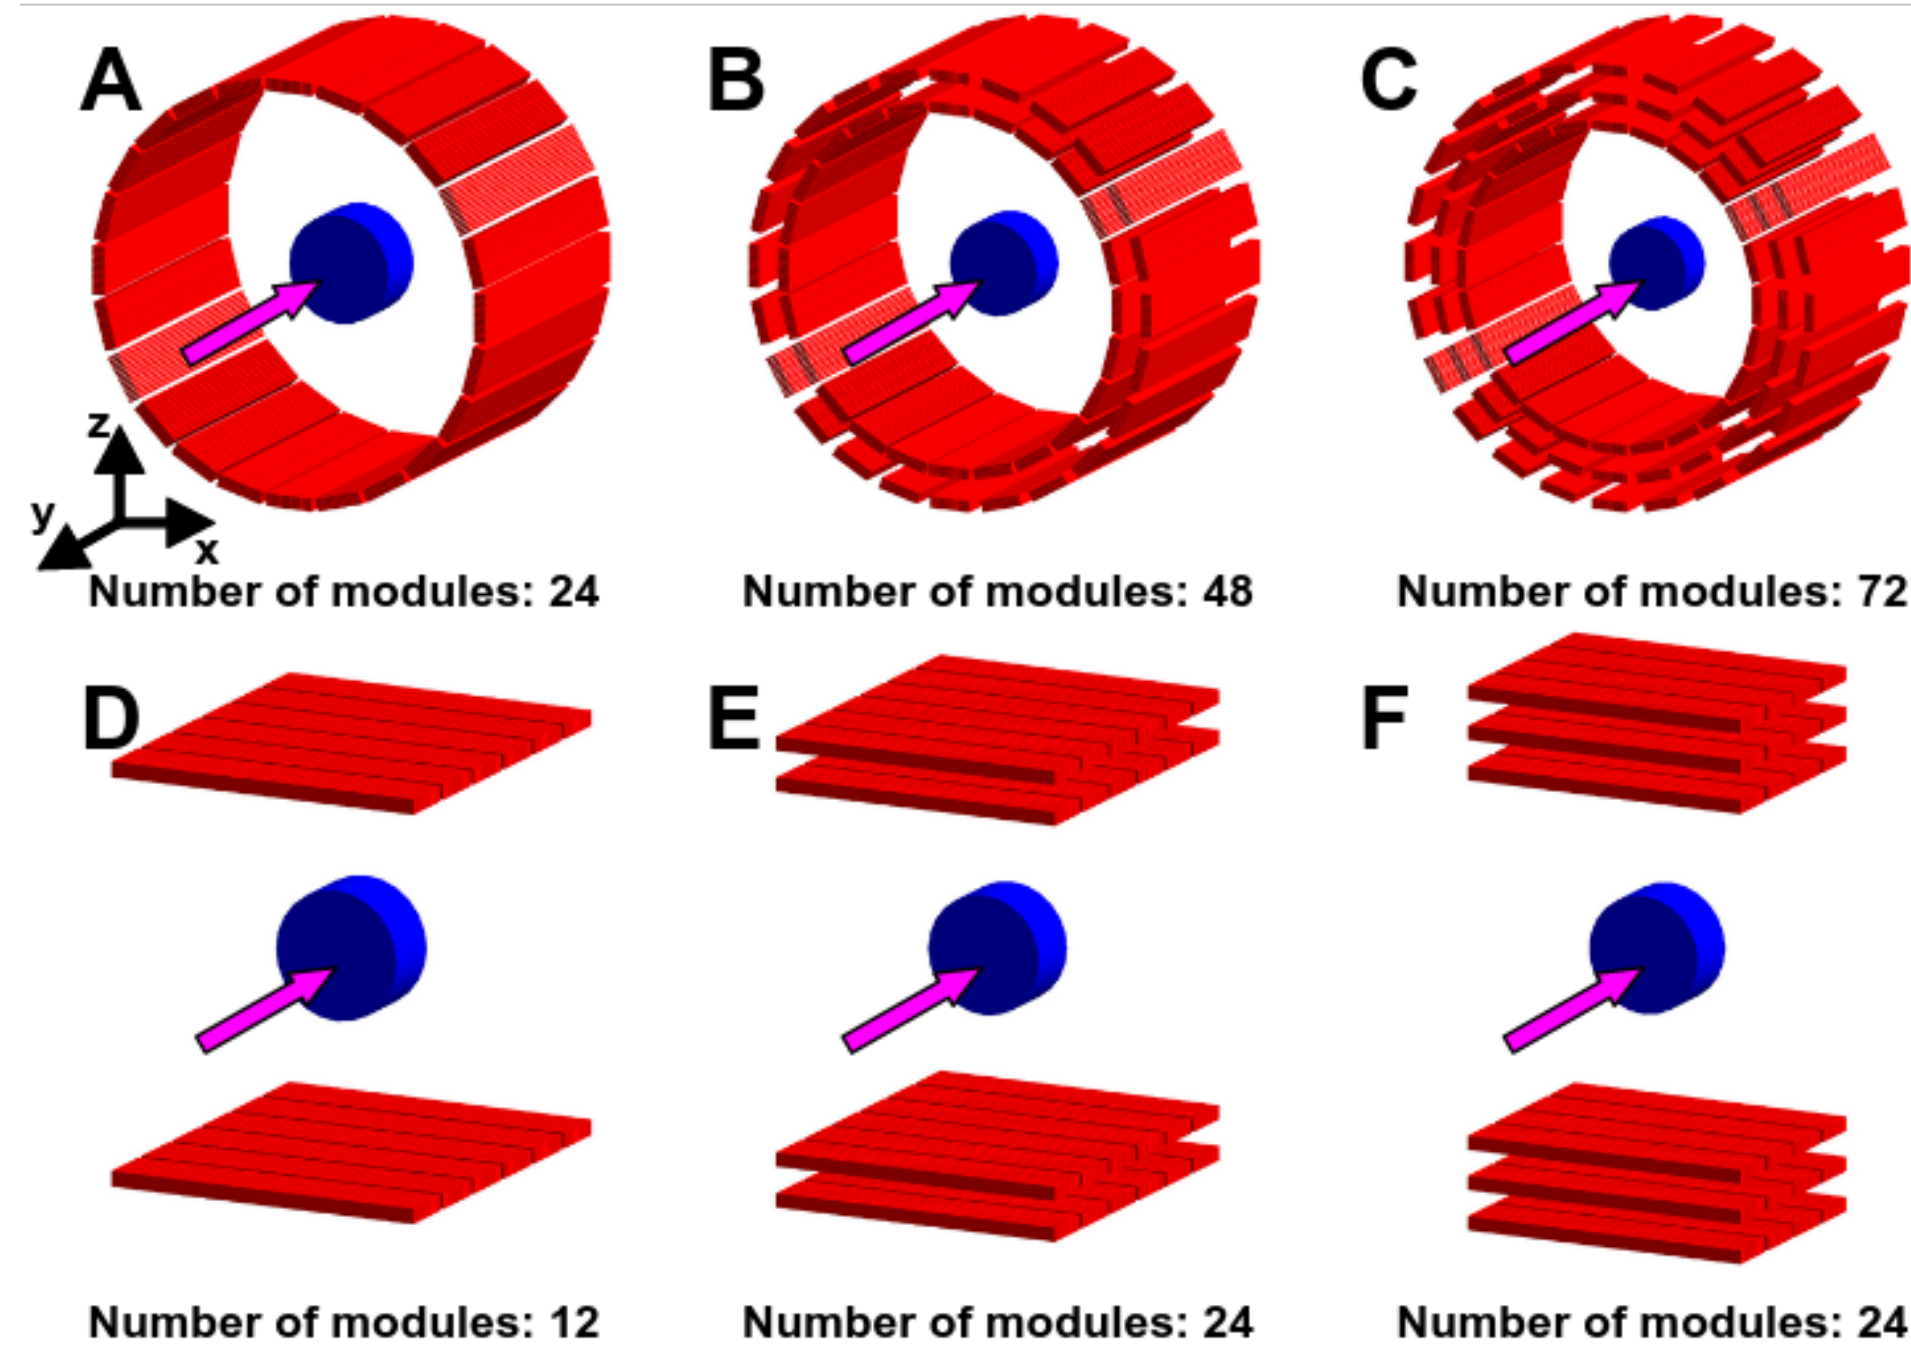 A B C
z
y
x
Number of modules: 24 Number of modules: 48 Number of modules: 72
D E F
Number of modules: 12 Number of modules: 24 Number of modules: 24